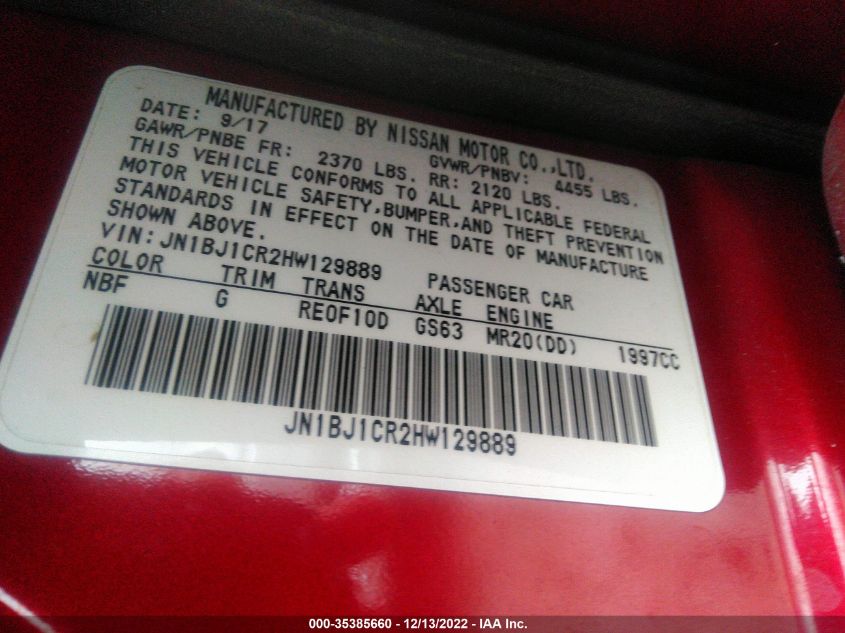 MANUFACTURED BY NISSAN MOTOR CO.,LTD.
DATE: 9/17 GVWR/PNBV: 4455 LBS.
GAWR/PNBE FR: 2370 LBS. RR: 2120 LBS.
THIS VEHICLE CONFORMS TO ALL APPLICABLE FEDERAL
MOTOR VEHICLE SAFETY,BUMPER,AND THEFT PREVENTION
STANDARDS IN EFFECT ON THE DATE OF MANUFACTURE
SHOWN ABOVE.
VIN:JN1BJ1CR2HW129889 PASSENGER CAR
COLOR TRIM TRANS AXLE ENGINE
NBF G RE0F10D GS63 MR20(DD) 1997CC
JN1BJ1CR2HW129889
000-35385660 - 12/13/2022 - IAA Inc.